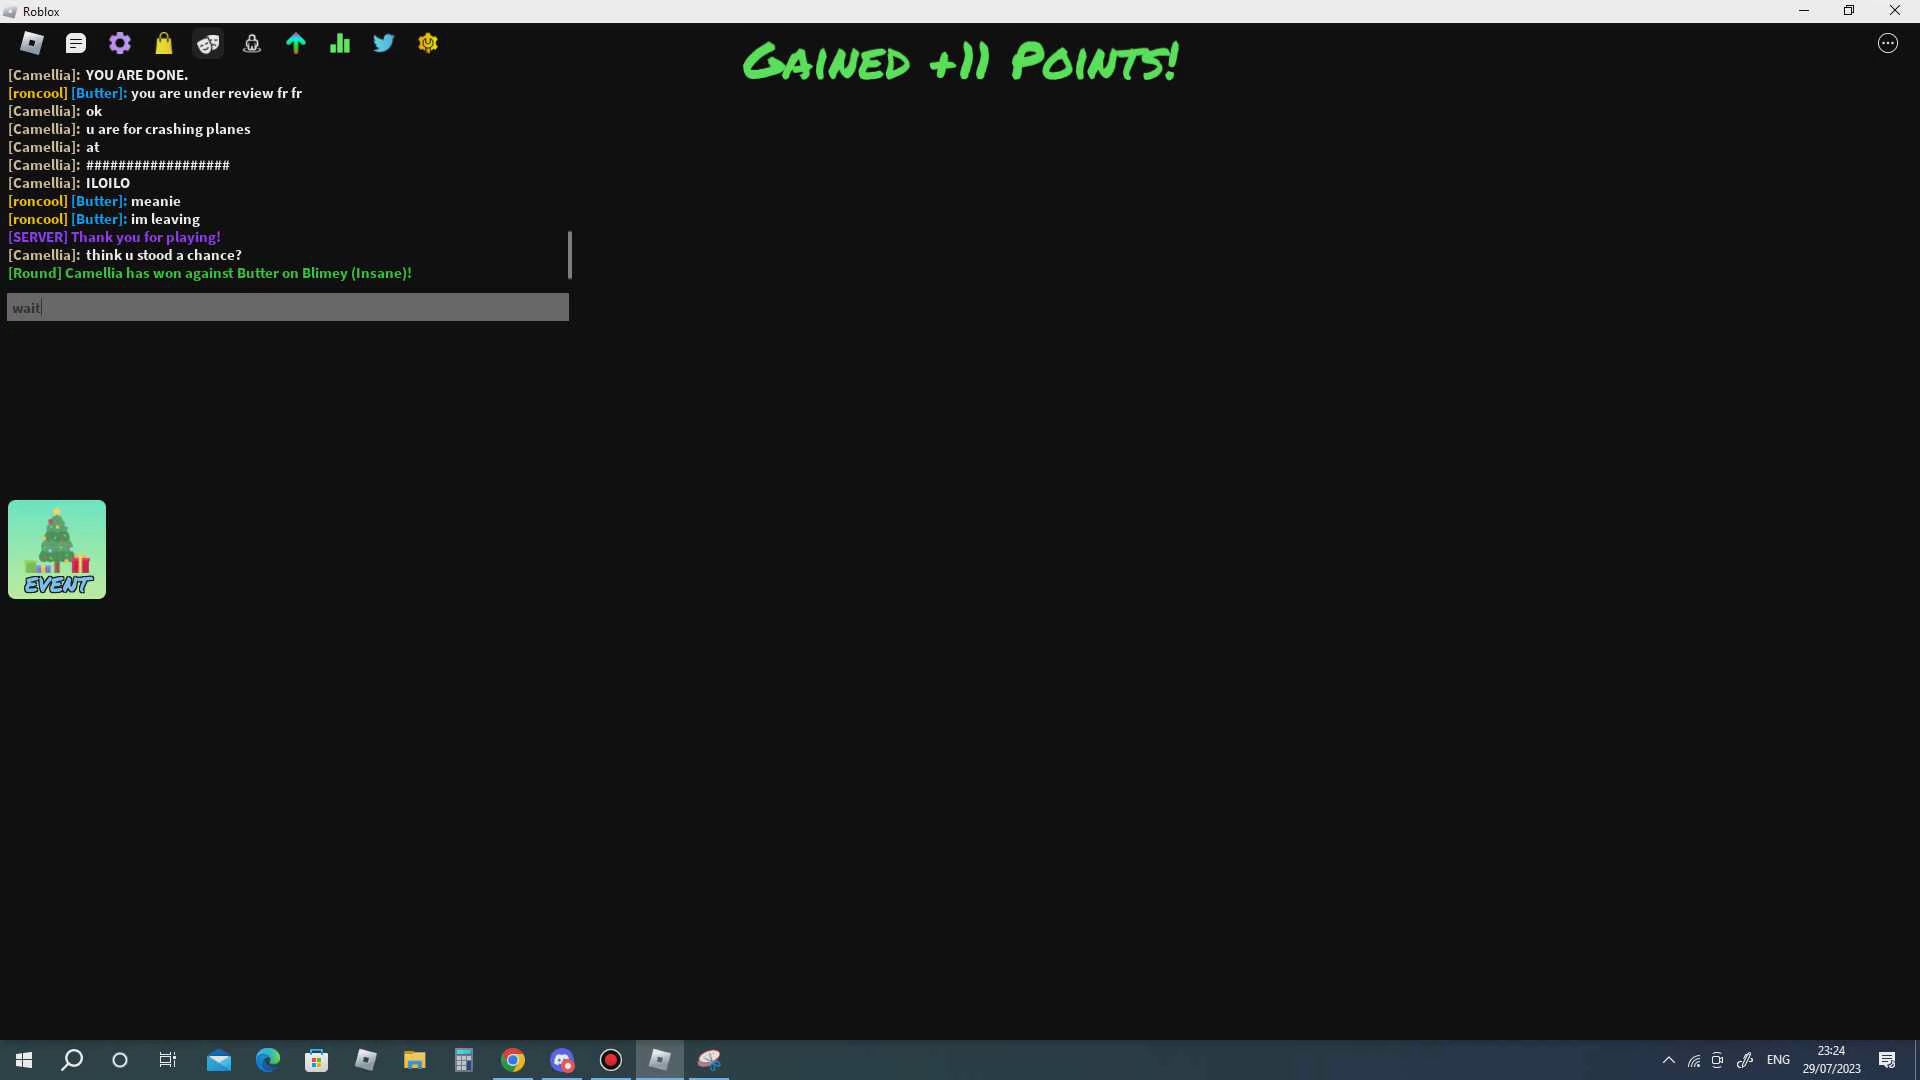 Roblox
Gained +11 Points!
[Camellia]: YOU ARE DONE.
[roncool] [Butter]: you are under review fr fr
[Camellia]: ok
[Camellia]: u are for crashing planes
[Camellia]: at
[Camellia]: ##################
[Camellia]: ILOILO
[roncool] [Butter]: meanie
[roncool] [Butter]: im leaving
[SERVER] Thank you for playing!
[Camellia]: think u stood a chance?
[Round] Camellia has won against Butter on Blimey (Insane)!
wait
EVENT
ENG
23:24
29/07/2023